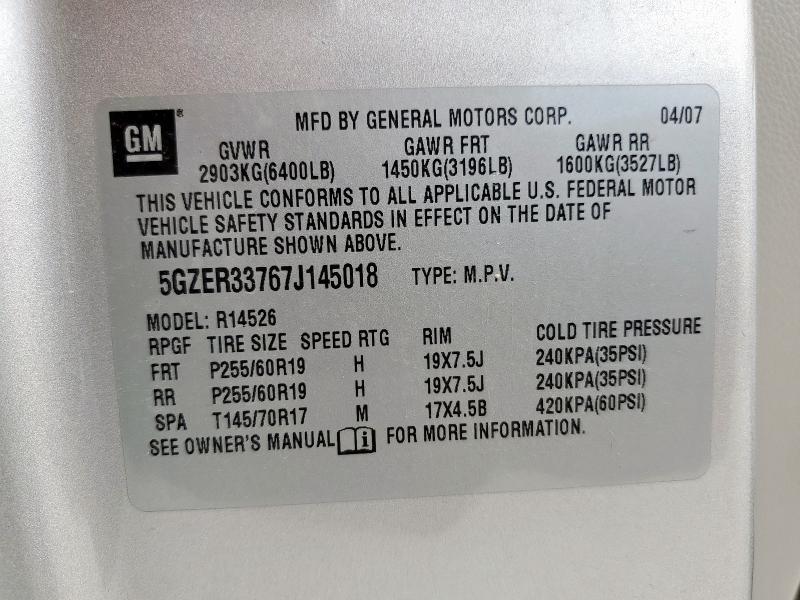 GM ®
MFD BY GENERAL MOTORS CORP. 04/07
GVWR GAWR FRT GAWR RR
2903KG(6400LB) 1450KG(3196LB) 1600KG(3527LB)
THIS VEHICLE CONFORMS TO ALL APPLICABLE U.S. FEDERAL MOTOR
VEHICLE SAFETY STANDARDS IN EFFECT ON THE DATE OF
MANUFACTURE SHOWN ABOVE.
5GZER33767J145018 TYPE: M.P.V.
MODEL: R14526
RPGF TIRE SIZE SPEED RTG RIM COLD TIRE PRESSURE
FRT P255/60R19 H 19X7.5J 240KPA(35PSI)
RR P255/60R19 H 19X7.5J 240KPA(35PSI)
SPA T145/70R17 M 17X4.5B 420KPA(60PSI)
SEE OWNER'S MANUAL i FOR MORE INFORMATION.